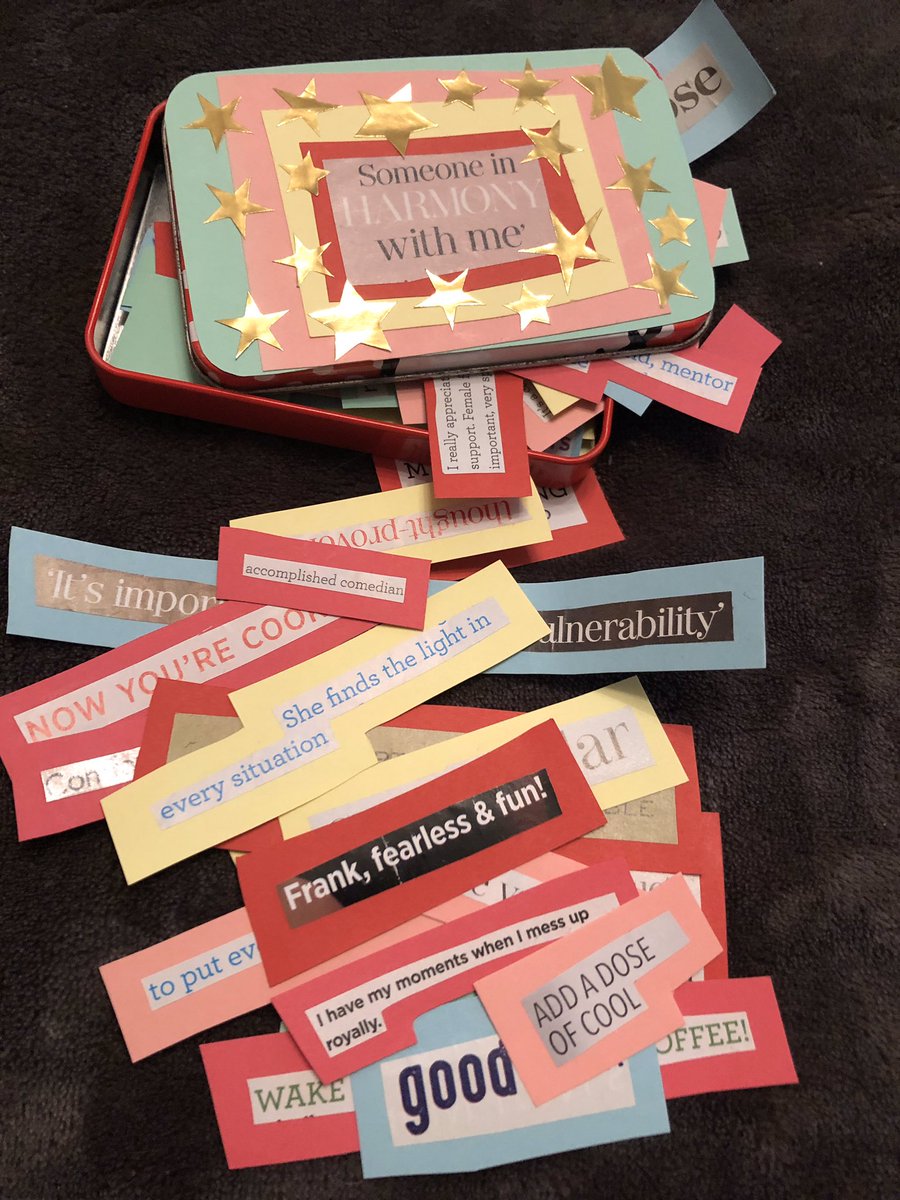 ose
Someone in
HARMONY
with me'
mentor
I really apprecia
support. Female
important, very s
thought-provo
accomplished comedian
'It's impor
ulnerability'
NOW YOU'RE COO
She finds the light in
every situation
Con
ar
Frank, fearless & fun!
to put ev
I have my moments when I mess up
royally.
ADD A DOSE
OF COOL
WAKE
good
OFFEE!